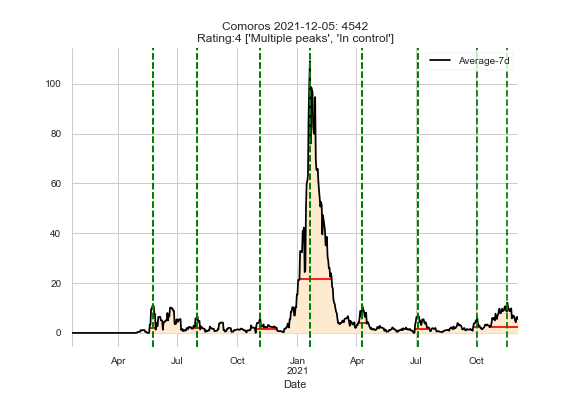 Comoros 2021-12-05: 4542
Rating:4 ['Multiple peaks', 'In control']
Average-7d
100
80
60
40
20
0
Apr Jul Oct Jan Apr Jul Oct
2021
Date